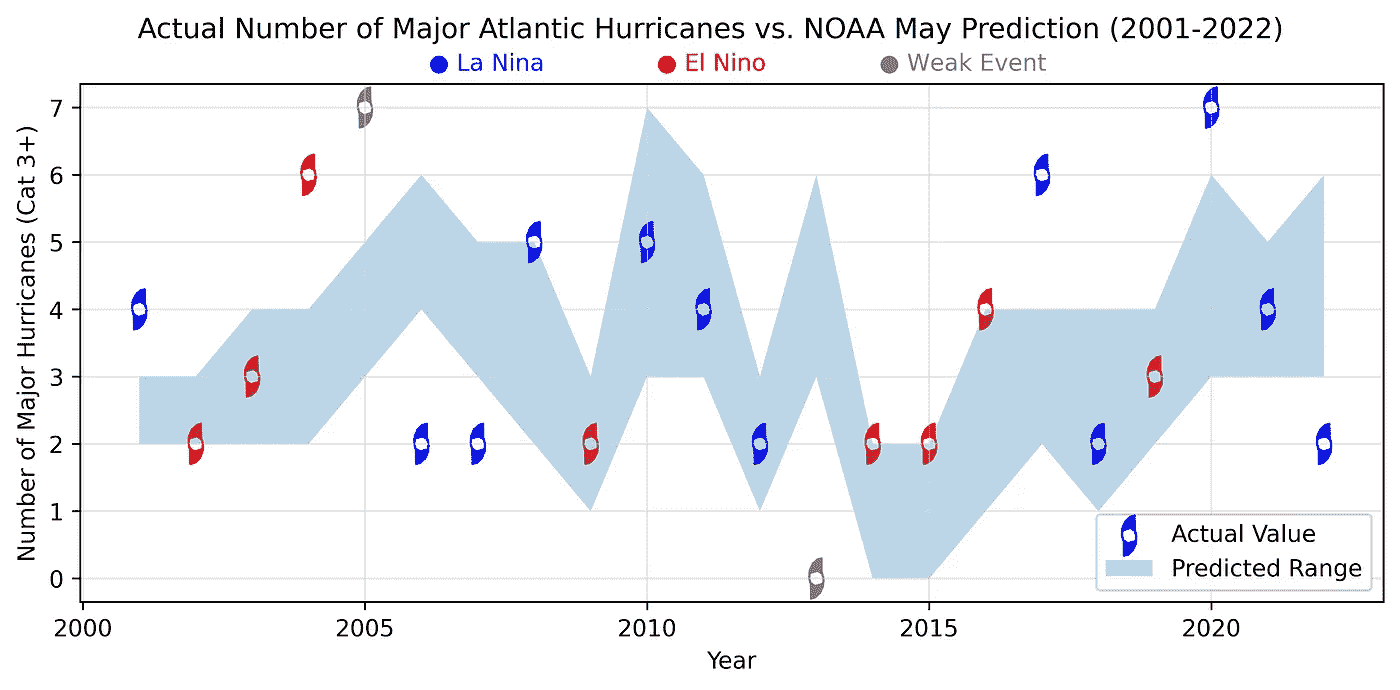 Actual Number of Major Atlantic Hurricanes vs. NOAA May Prediction (2001-2022)
La Nina
El Nino
Weak Event
Number of Major Hurricanes (Cat 3+)
7
6
5
4
3
2
1
0
Actual Value
Predicted Range
2000
2005
2010
2015
2020
Year